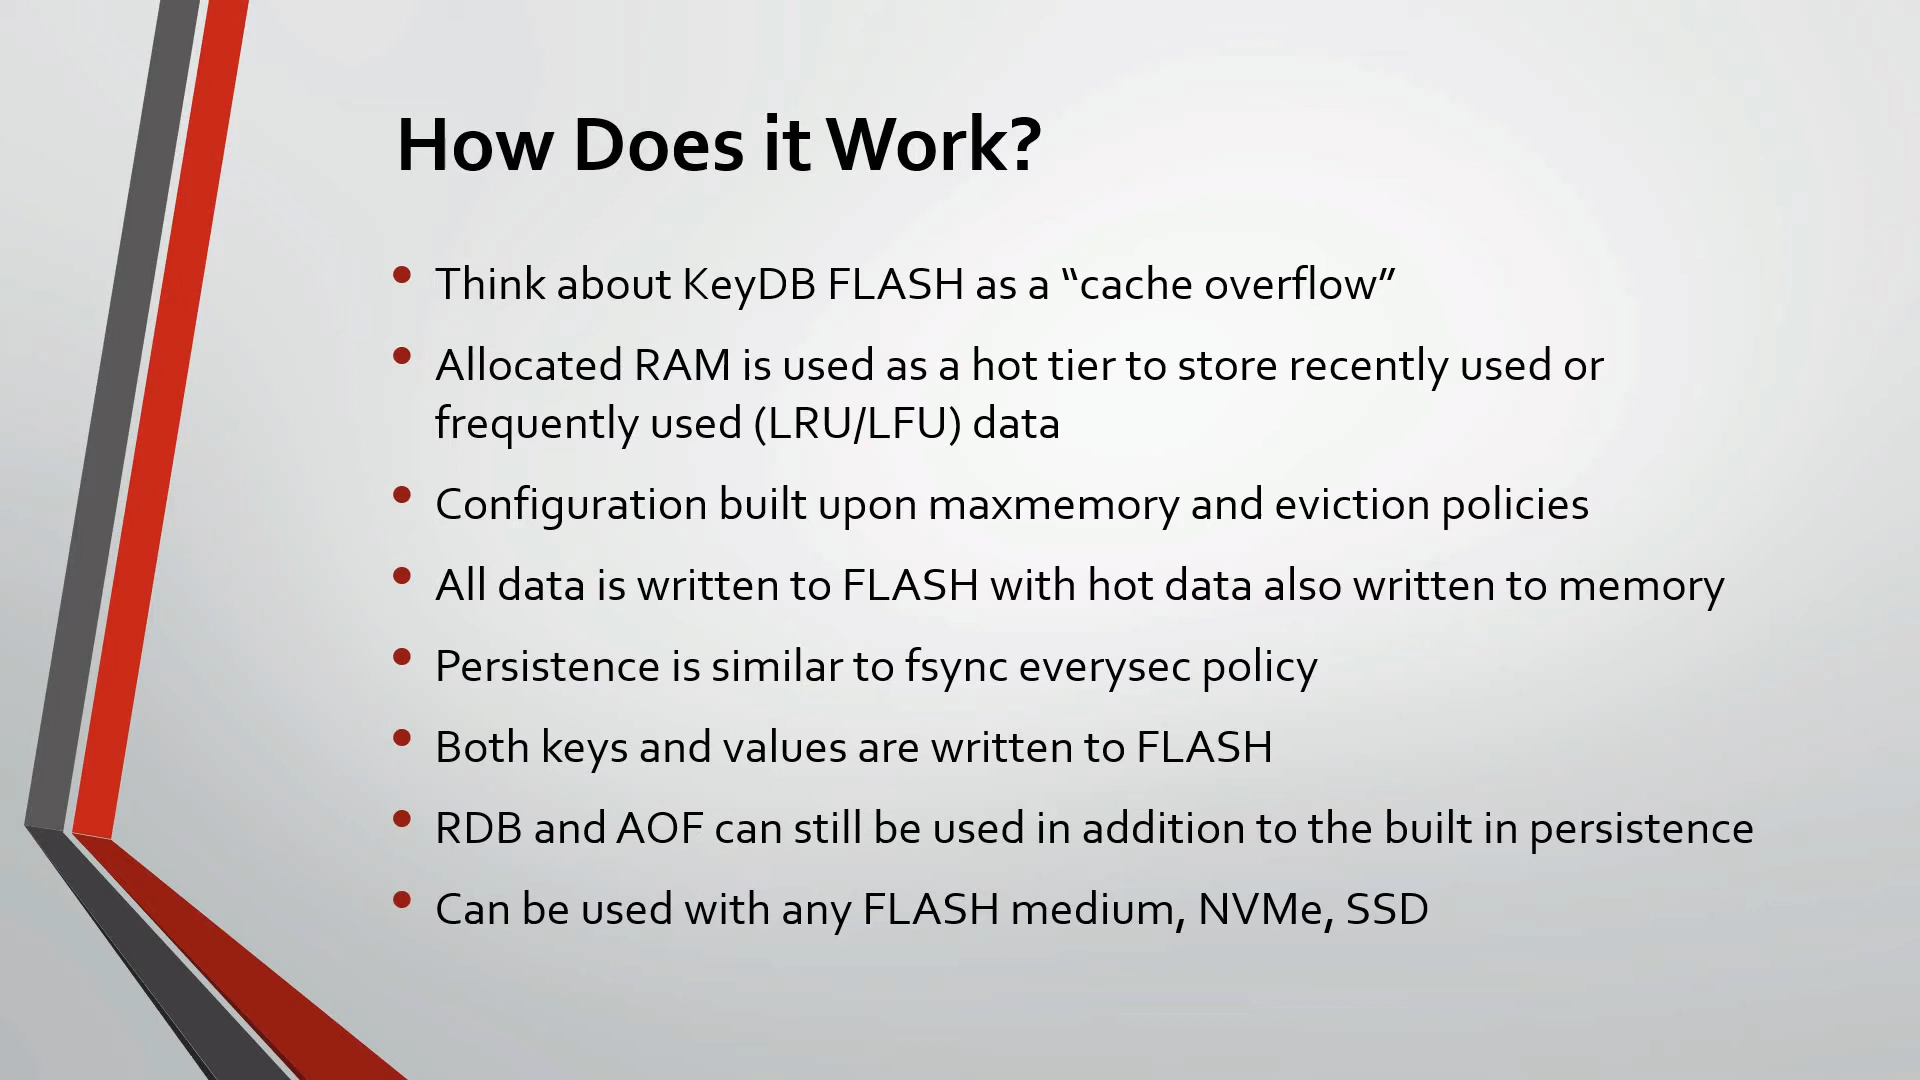 How Does it Work?
• Think about KeyDB FLASH as a “cache overflow”
• Allocated RAM is used as a hot tier to store recently used or
frequently used (LRU/LFU) data
• Configuration built upon maxmemory and eviction policies
• All data is written to FLASH with hot data also written to memory
• Persistence is similar to fsync everysec policy
• Both keys and values are written to FLASH
• RDB and AOF can still be used in addition to the built in persistence
• Can be used with any FLASH medium, NVMe, SSD